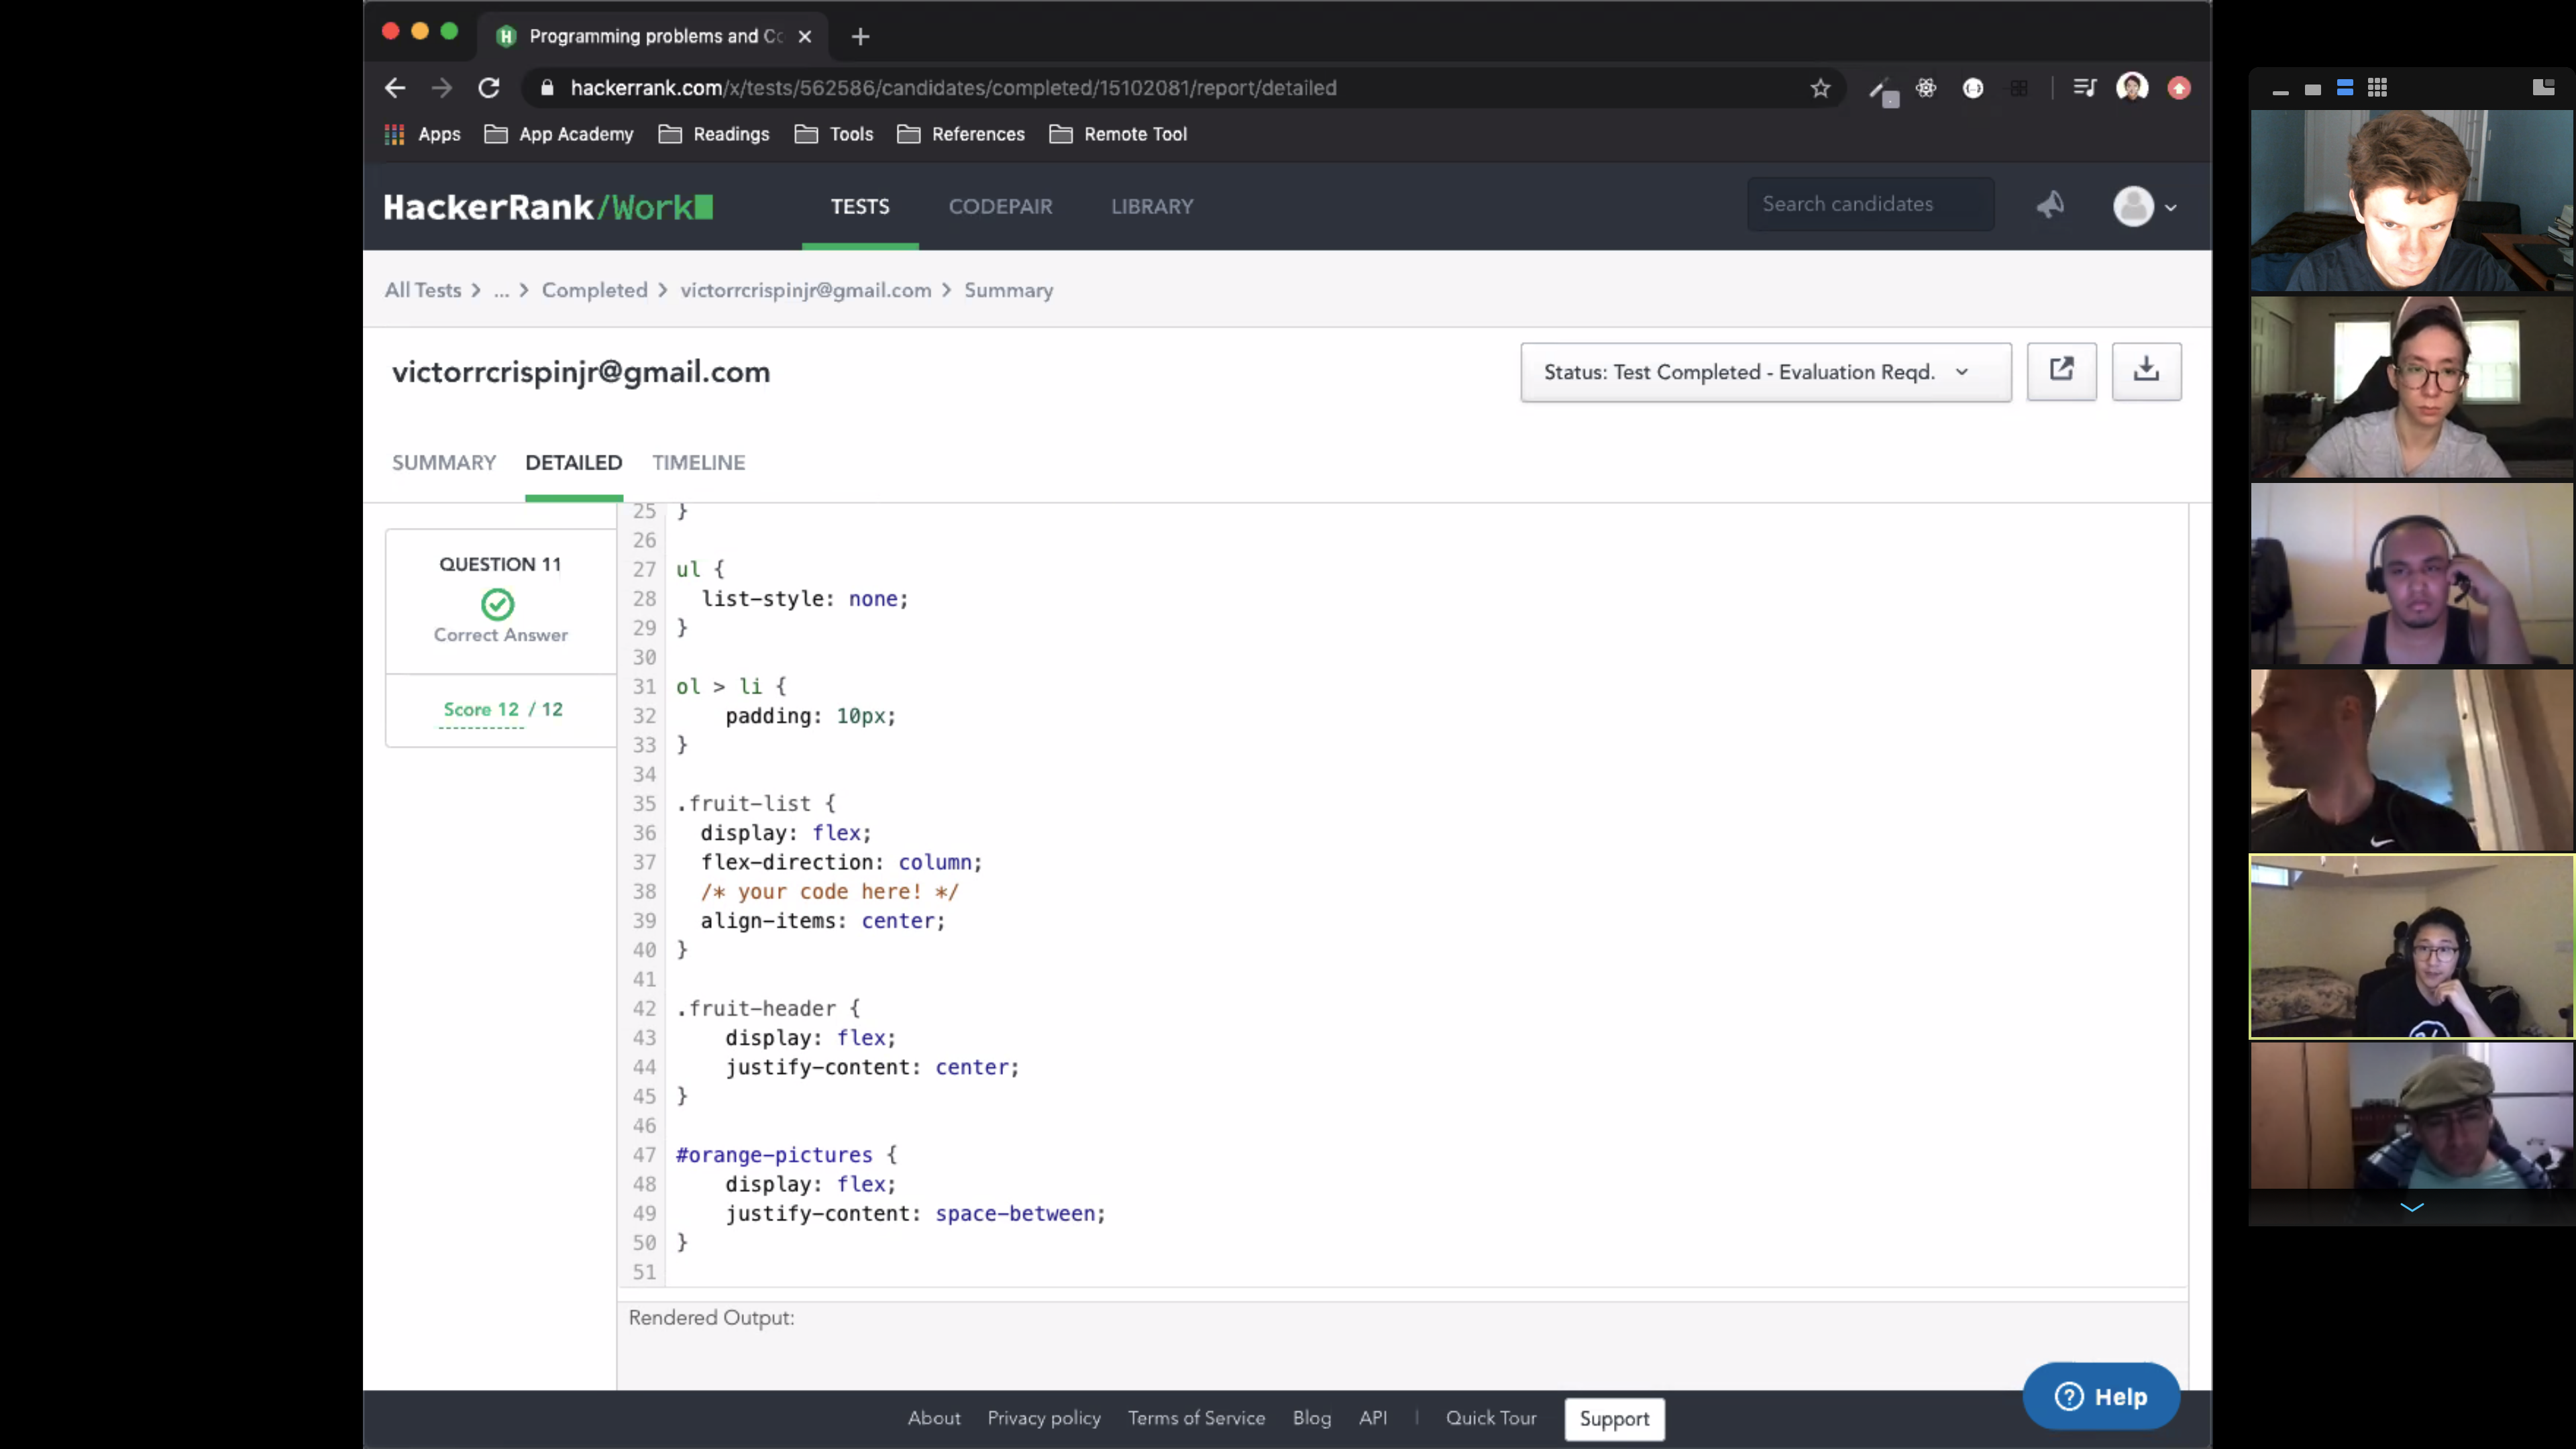 Programming problems and Co
hackerrank.com/x/tests/562586/candidates/completed/15102081/report/detailed
Apps App Academy Readings Tools References Remote Tool
HackerRank/Work TESTS CODEPAIR LIBRARY Search candidates
All Tests > ... > Completed > victorrcrispinjr@gmail.com > Summary
victorrcrispinjr@gmail.com Status: Test Completed - Evaluation Reqd.
SUMMARY DETAILED TIMELINE
QUESTION 11
Correct Answer
Score 12 / 12
25 }
26
27 ul {
28   list-style: none;
29 }
30
31 ol > li {
32     padding: 10px;
33 }
34
35 .fruit-list {
36   display: flex;
37   flex-direction: column;
38   /* your code here! */
39   align-items: center;
40 }
41
42 .fruit-header {
43     display: flex;
44     justify-content: center;
45 }
46
47 #orange-pictures {
48     display: flex;
49     justify-content: space-between;
50 }
51
Rendered Output:
? Help
About Privacy policy Terms of Service Blog API | Quick Tour Support